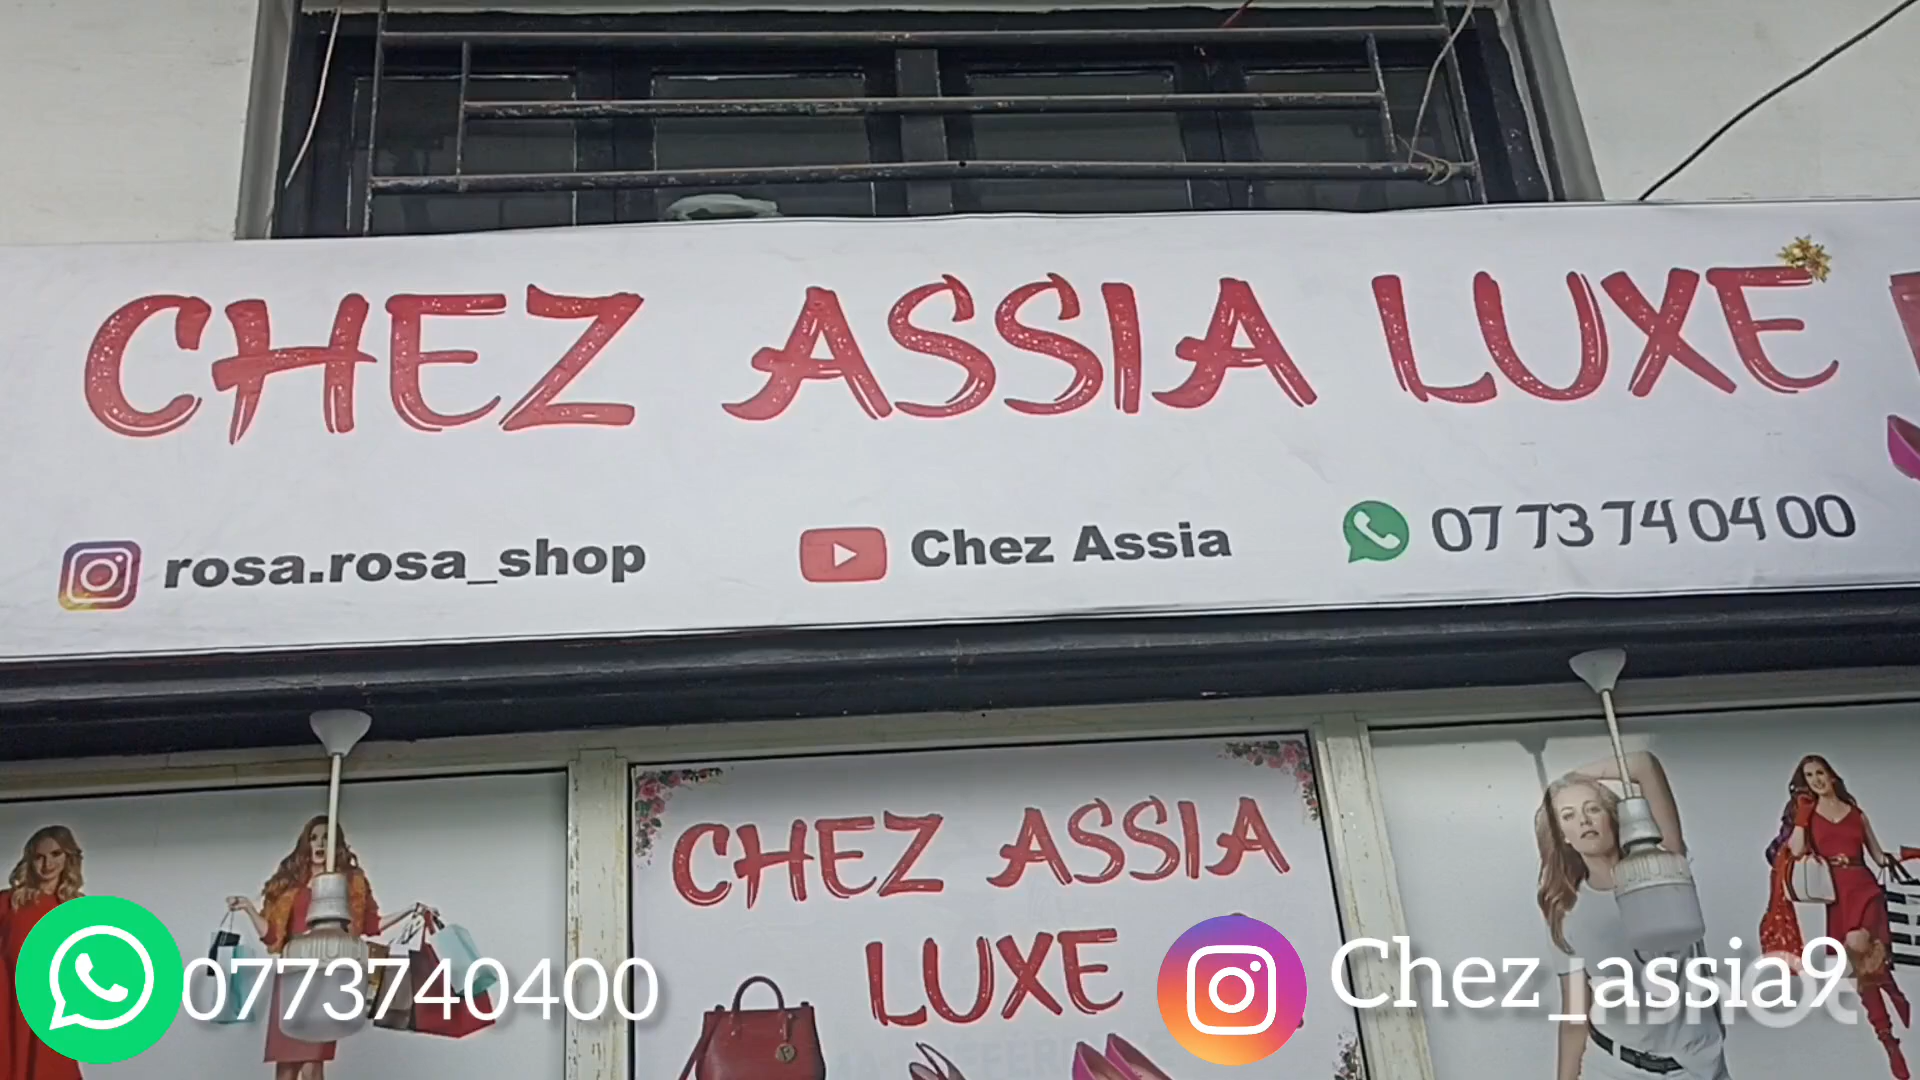 CHEZ ASSIA LUXE
rosa.rosa_shop
Chez Assia
07 73 74 04 00
CHEZ ASSIA
LUXE
0773740400
Chez_assia9